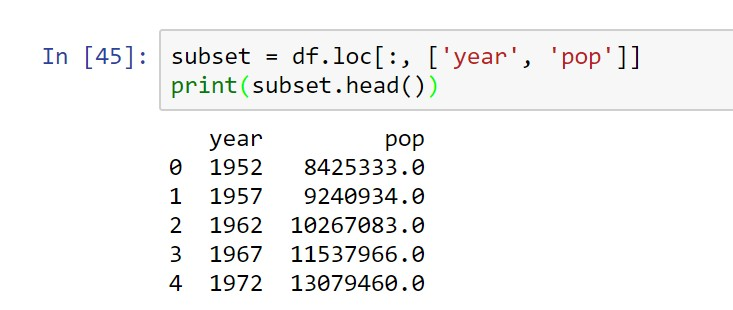 In [45]: subset = df.loc[:, ['year', 'pop']]
print(subset.head())
year pop
0 1952 8425333.0
1 1957 9240934.0
2 1962 10267083.0
3 1967 11537966.0
4 1972 13079460.0